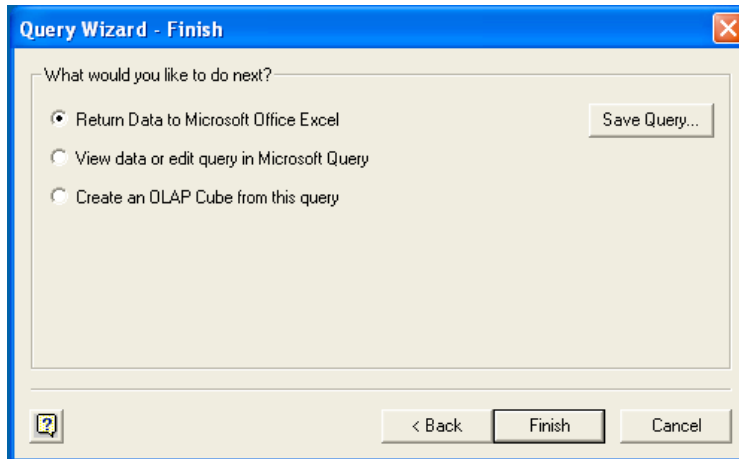 Query Wizard - Finish
What would you like to do next?
Return Data to Microsoft Office Excel
Save Query...
View data or edit query in Microsoft Query
Create an OLAP Cube from this query
?
< Back
Finish
Cancel